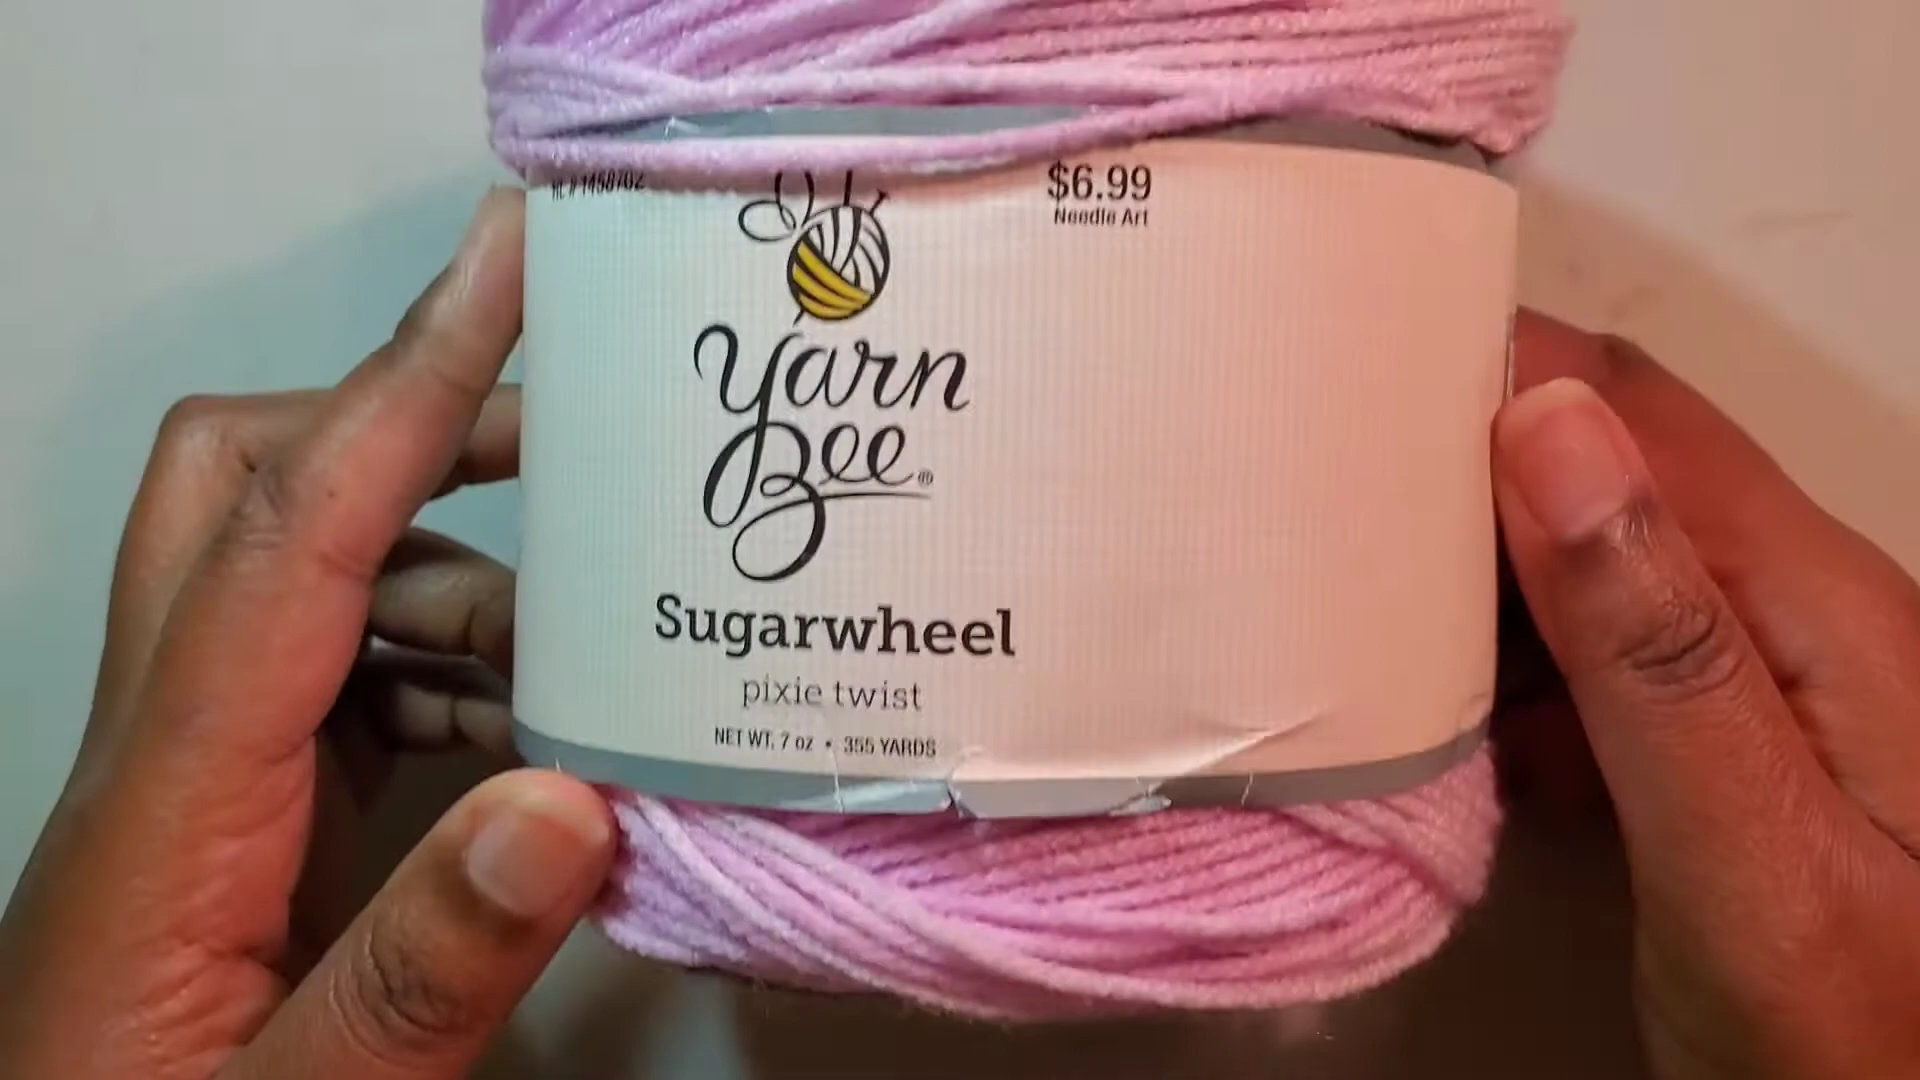 $6.99
Needle Art
Yarn
Bee®
Sugarwheel
pixie twist
NET WT. 7 oz • 355 YARDS